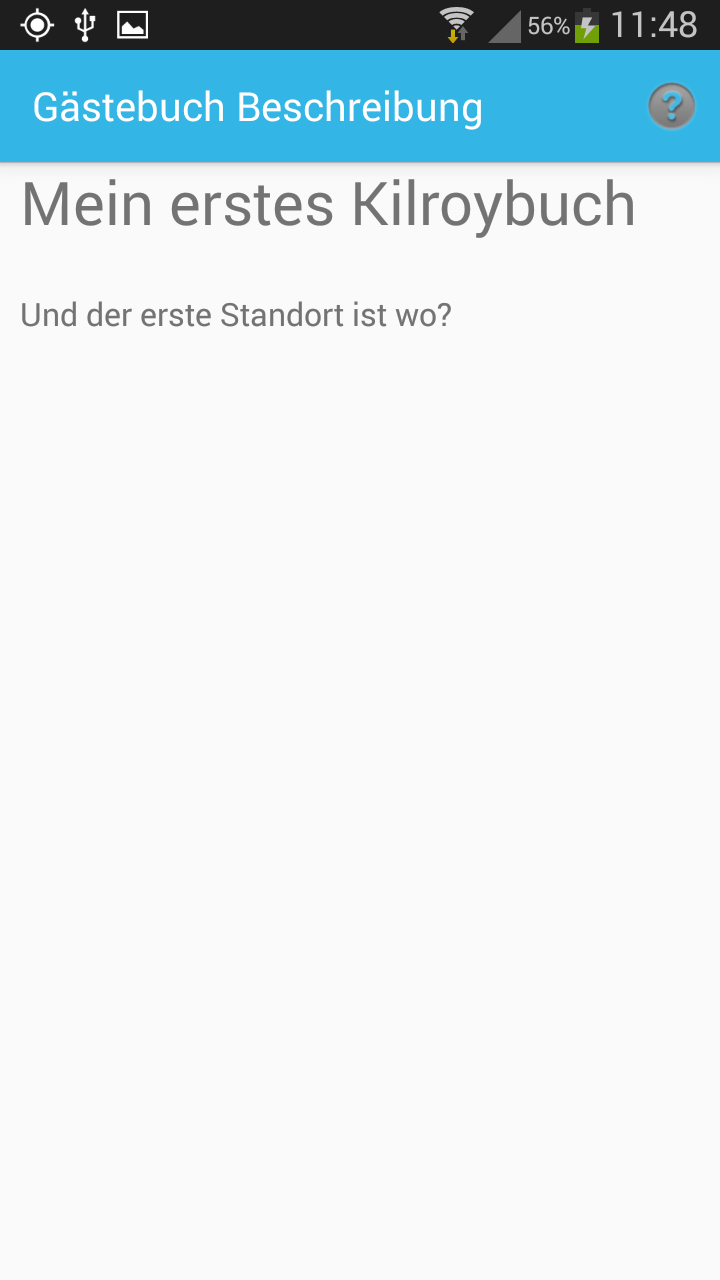 56% 11:48
Gästebuch Beschreibung ?
Mein erstes Kilroybuch
Und der erste Standort ist wo?